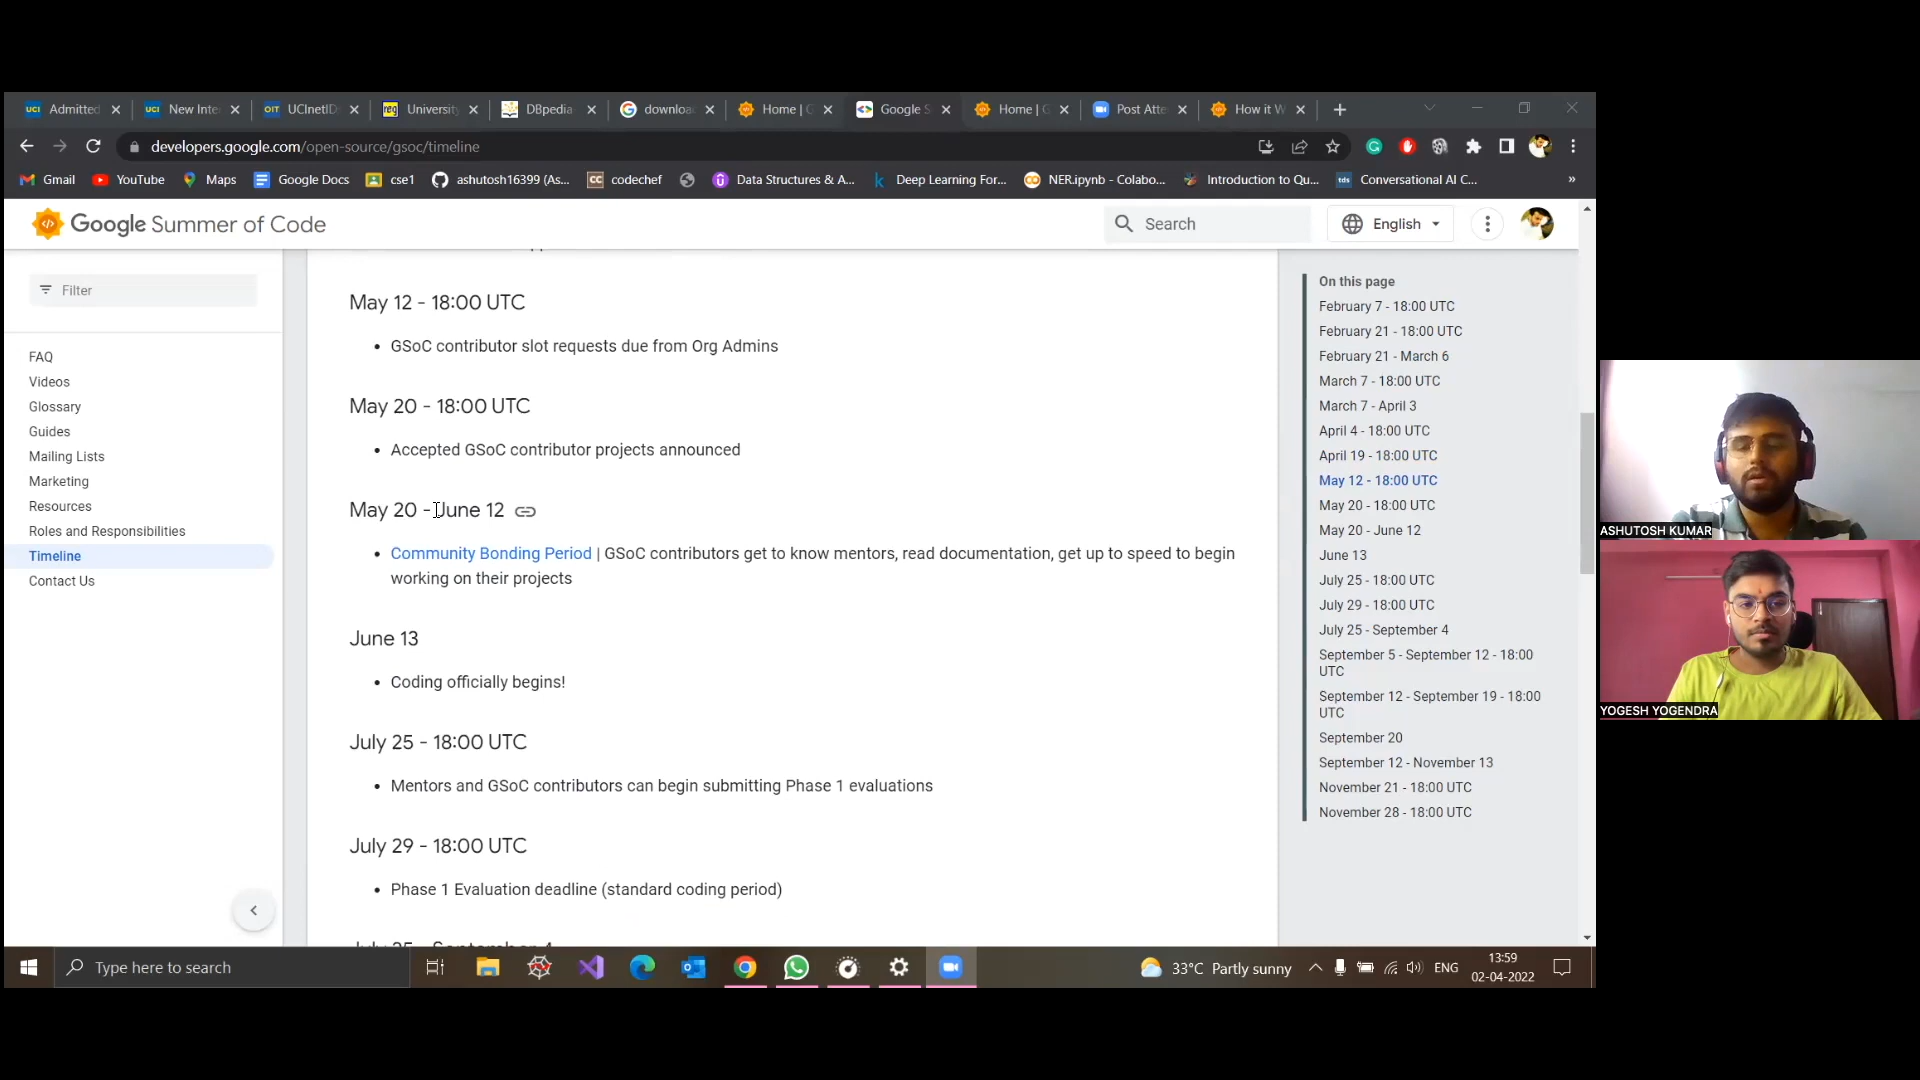 Admitted
New Inte
UCInetID
University
DBpedia
downloa
Home | G
Google S
Home | G
Post Atte
How it W
developers.google.com/open-source/gsoc/timeline
Gmail
YouTube
Maps
Google Docs
cse1
ashutosh16399 (As...
codechef
Data Structures & A...
Deep Learning For...
NER.ipynb - Colabo...
Introduction to Qu...
Conversational AI C...
»
Google Summer of Code
Search
English
Filter
FAQ
Videos
Glossary
Guides
Mailing Lists
Marketing
Resources
Roles and Responsibilities
Timeline
Contact Us
May 12 - 18:00 UTC
• GSoC contributor slot requests due from Org Admins
May 20 - 18:00 UTC
• Accepted GSoC contributor projects announced
May 20 - June 12
• Community Bonding Period | GSoC contributors get to know mentors, read documentation, get up to speed to begin
working on their projects
June 13
• Coding officially begins!
July 25 - 18:00 UTC
• Mentors and GSoC contributors can begin submitting Phase 1 evaluations
July 29 - 18:00 UTC
• Phase 1 Evaluation deadline (standard coding period)
July 25 - September 4
On this page
February 7 - 18:00 UTC
February 21 - 18:00 UTC
February 21 - March 6
March 7 - 18:00 UTC
March 7 - April 3
April 4 - 18:00 UTC
April 19 - 18:00 UTC
May 12 - 18:00 UTC
May 20 - 18:00 UTC
May 20 - June 12
June 13
July 25 - 18:00 UTC
July 29 - 18:00 UTC
July 25 - September 4
September 5 - September 12 - 18:00
UTC
September 12 - September 19 - 18:00
UTC
September 20
September 12 - November 13
November 21 - 18:00 UTC
November 28 - 18:00 UTC
ASHUTOSH KUMAR
YOGESH YOGENDRA
Type here to search
33°C Partly sunny
ENG
13:59
02-04-2022